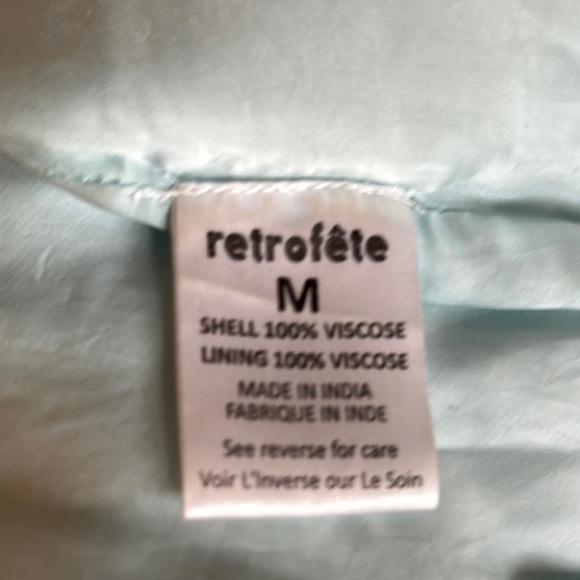 retrofête
M
SHELL 100% VISCOSE
LINING 100% VISCOSE
MADE IN INDIA
FABRIQUE IN INDE
See reverse for care
Voir L'Inverse our Le Soin